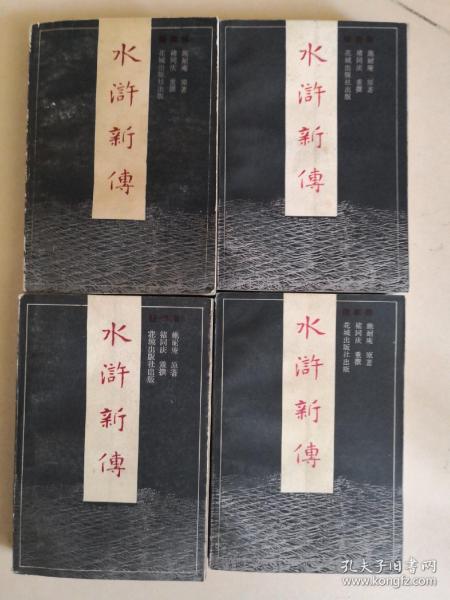 水滸新傳
施耐庵 原著
褚同庆 重撰
花城出版社出版
水滸新傳
施耐庵 原著
褚同庆 重撰
花城出版社出版
水滸新傳
施耐庵 原著
褚同庆 重撰
花城出版社出版
水滸新傳
施耐庵 原著
褚同庆 重撰
花城出版社出版
孔夫子旧书网
www.kongfz.com